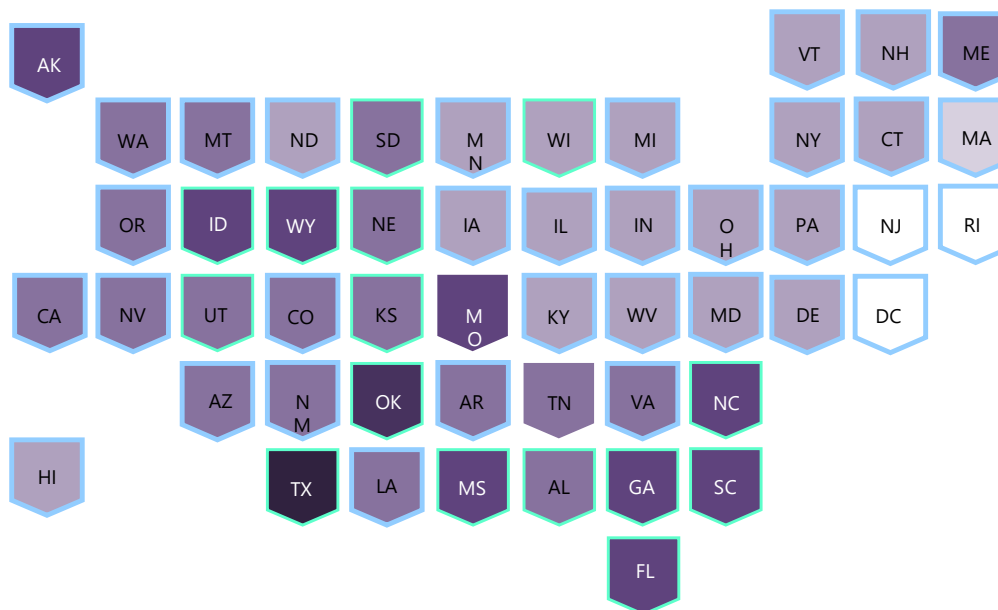 AK
VT
NH
ME
WA
MT
ND
SD
M
N
WI
MI
NY
CT
MA
OR
ID
WY
NE
IA
IL
IN
O
H
PA
NJ
RI
CA
NV
UT
CO
KS
M
O
KY
WV
MD
DE
DC
AZ
N
M
OK
AR
TN
VA
NC
HI
TX
LA
MS
AL
GA
SC
FL